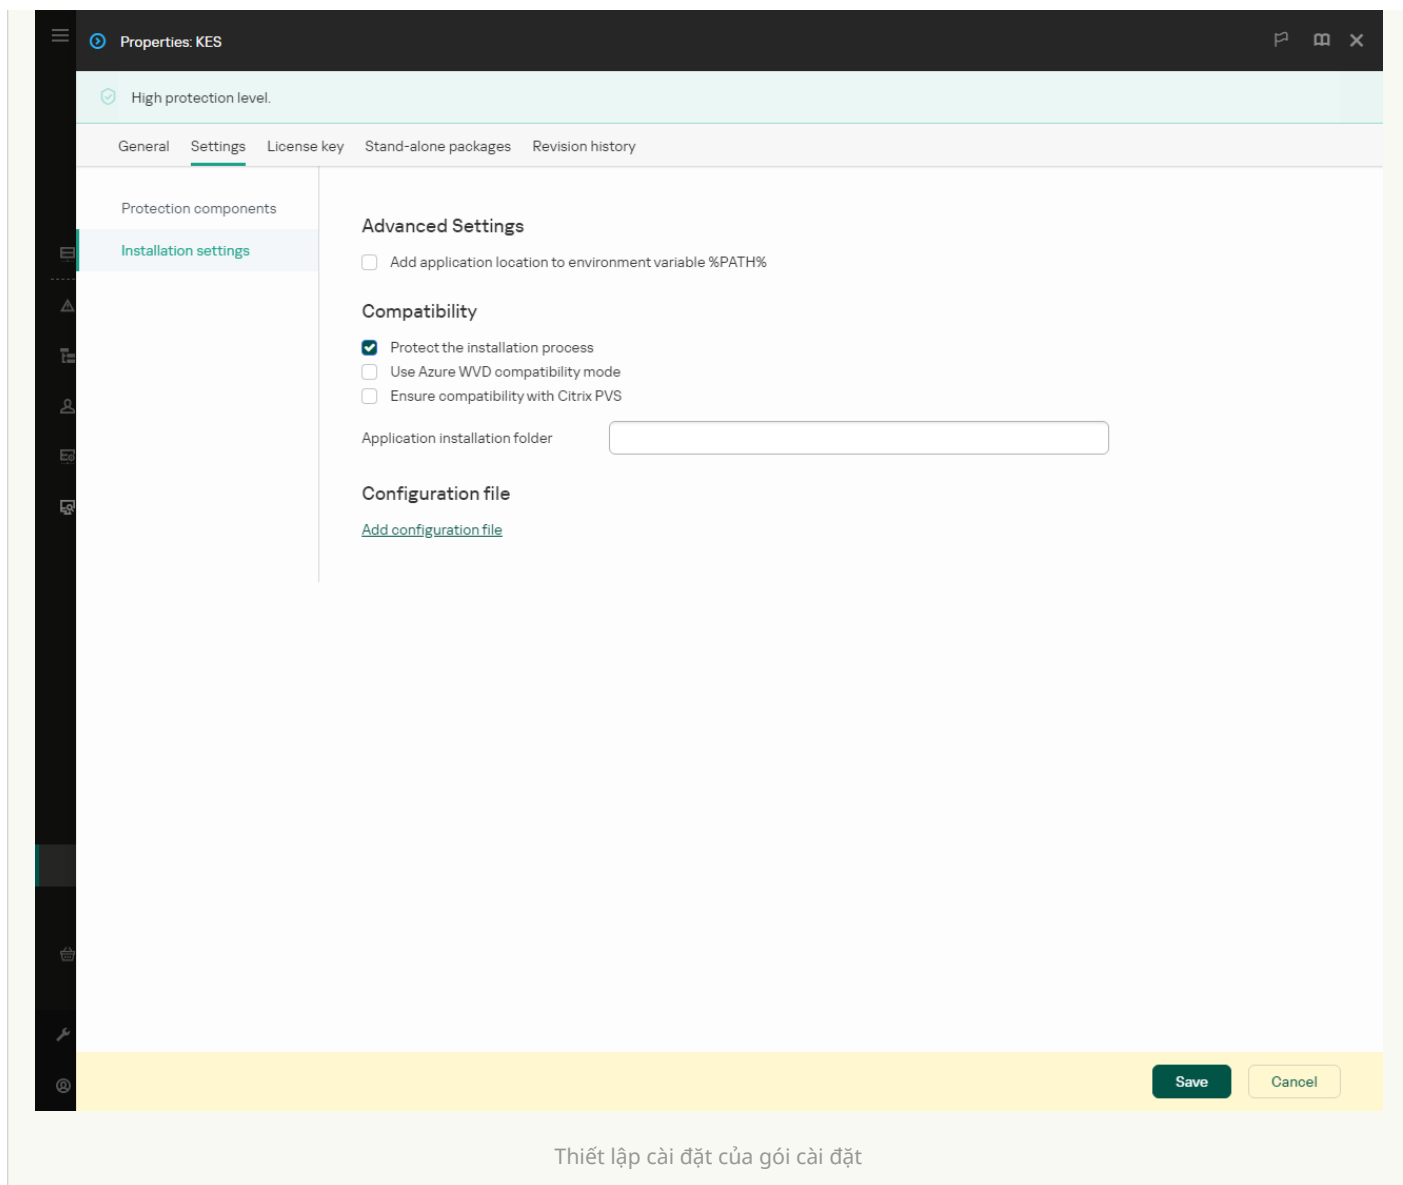 Properties: KES
High protection level.
General Settings License key Stand-alone packages Revision history
Protection components
Installation settings
Advanced Settings
Add application location to environment variable %PATH%
Compatibility
Protect the installation process
Use Azure WVD compatibility mode
Ensure compatibility with Citrix PVS
Application installation folder
Configuration file
Add configuration file
Save Cancel
Thiết lập cài đặt của gói cài đặt